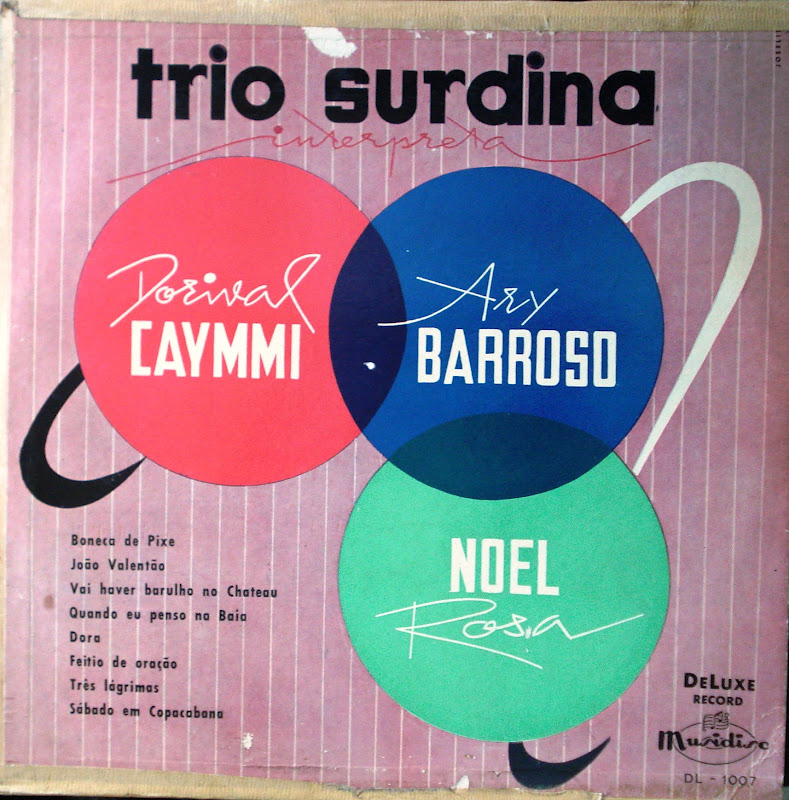 trio surdina
interpreta
Dorival
CAYMMI
Ary
BARROSO
NOEL
Rosa
Boneca de Pixe
João Valentão
Vai haver barulho no Chateau
Quando eu penso na Baia
Dora
Feitio de oração
Três lágrimas
Sábado em Copacabana
DELUXE
RECORD
Musidisc
DL - 1007